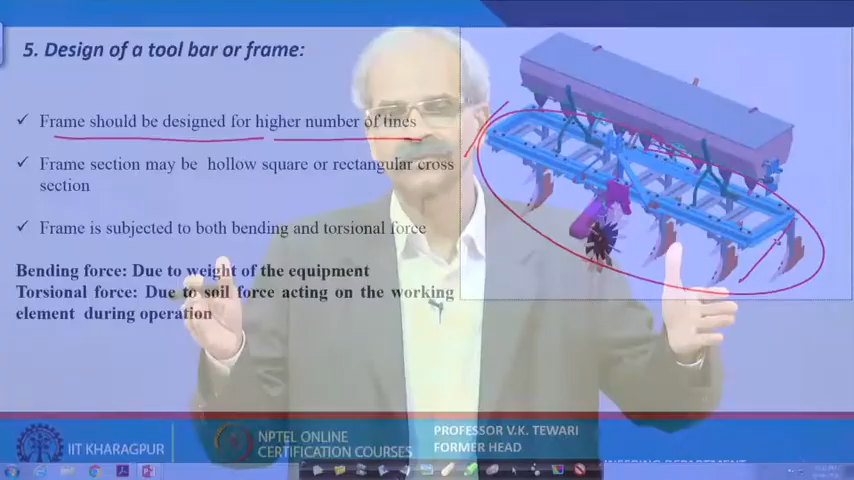 5. Design of a tool bar or frame:
✓ Frame should be designed for higher number of tines
✓ Frame section may be hollow square or rectangular cross
section
✓ Frame is subjected to both bending and torsional force
Bending force: Due to weight of the equipment
Torsional force: Due to soil force acting on the working
element during operation
IIT KHARAGPUR
NPTEL ONLINE
CERTIFICATION COURSES
PROFESSOR V.K. TEWARI
FORMER HEAD
DEPARTMENT